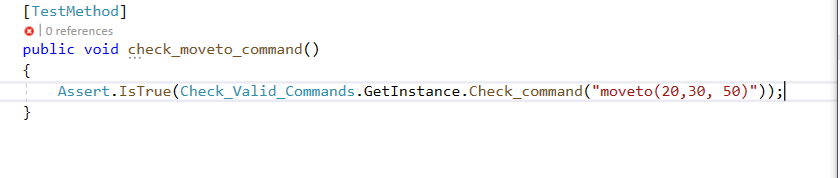 [TestMethod]
| 0 references
public void check_moveto_command()
{
Assert.IsTrue(Check_Valid_Commands.GetInstance.Check_command("moveto(20,30, 50)"));
}